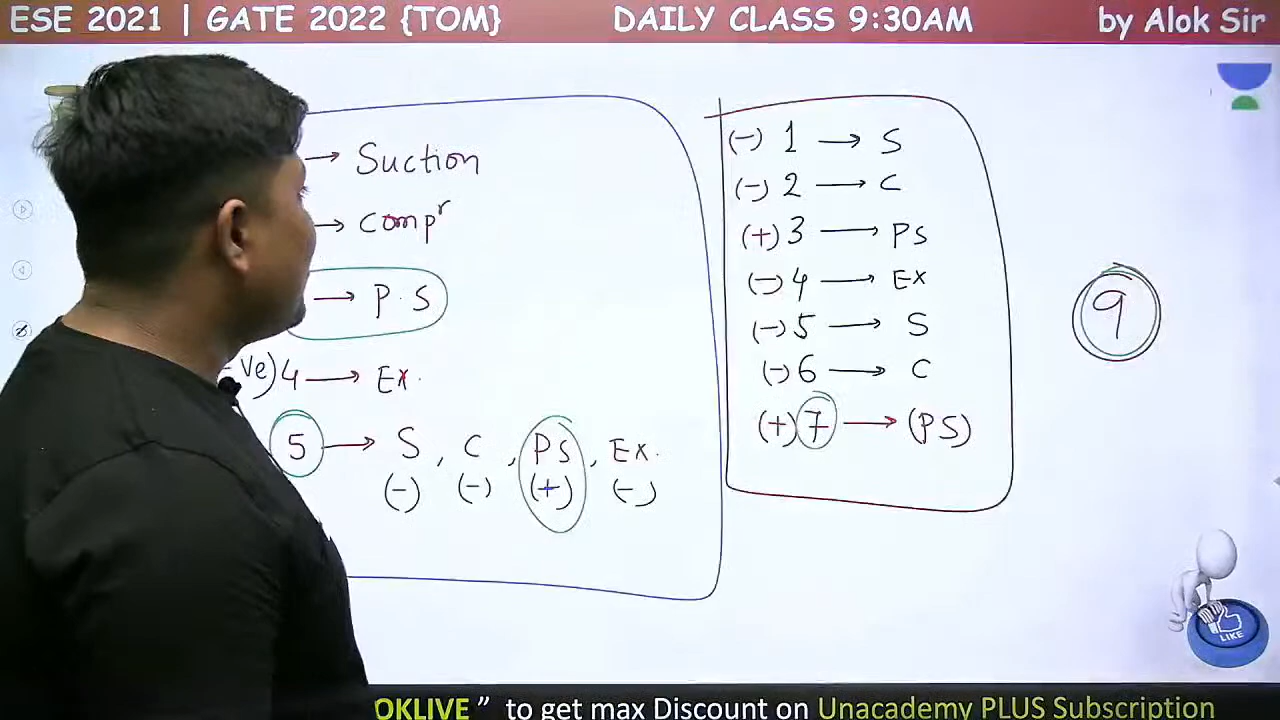 ESE 2021 | GATE 2022 {TOM} DAILY CLASS 9:30AM by Alok Sir
→ Suction
→ Compr
→ P.S
ve) 4 → Ex.
5 → S, C, PS, Ex.
(-) (-) (+) (-)
(-) 1 → S
(-) 2 → C
(+) 3 → PS
(-) 4 → Ex
(-) 5 → S
(-) 6 → C
(+) 7 → (PS)
9
LIKE
OKLIVE ” to get max Discount on Unacademy PLUS Subscription